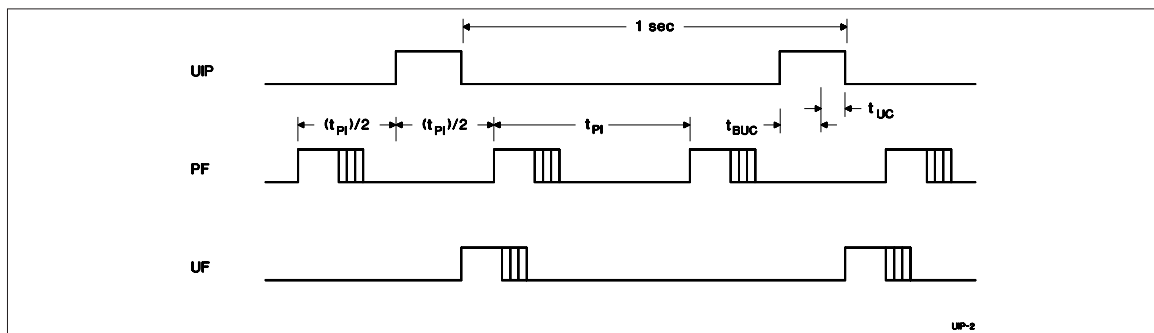 1 sec
UIP
(tPI)/2 (tPI)/2 tPI tBUC tUC
PF
UF
UIP-2